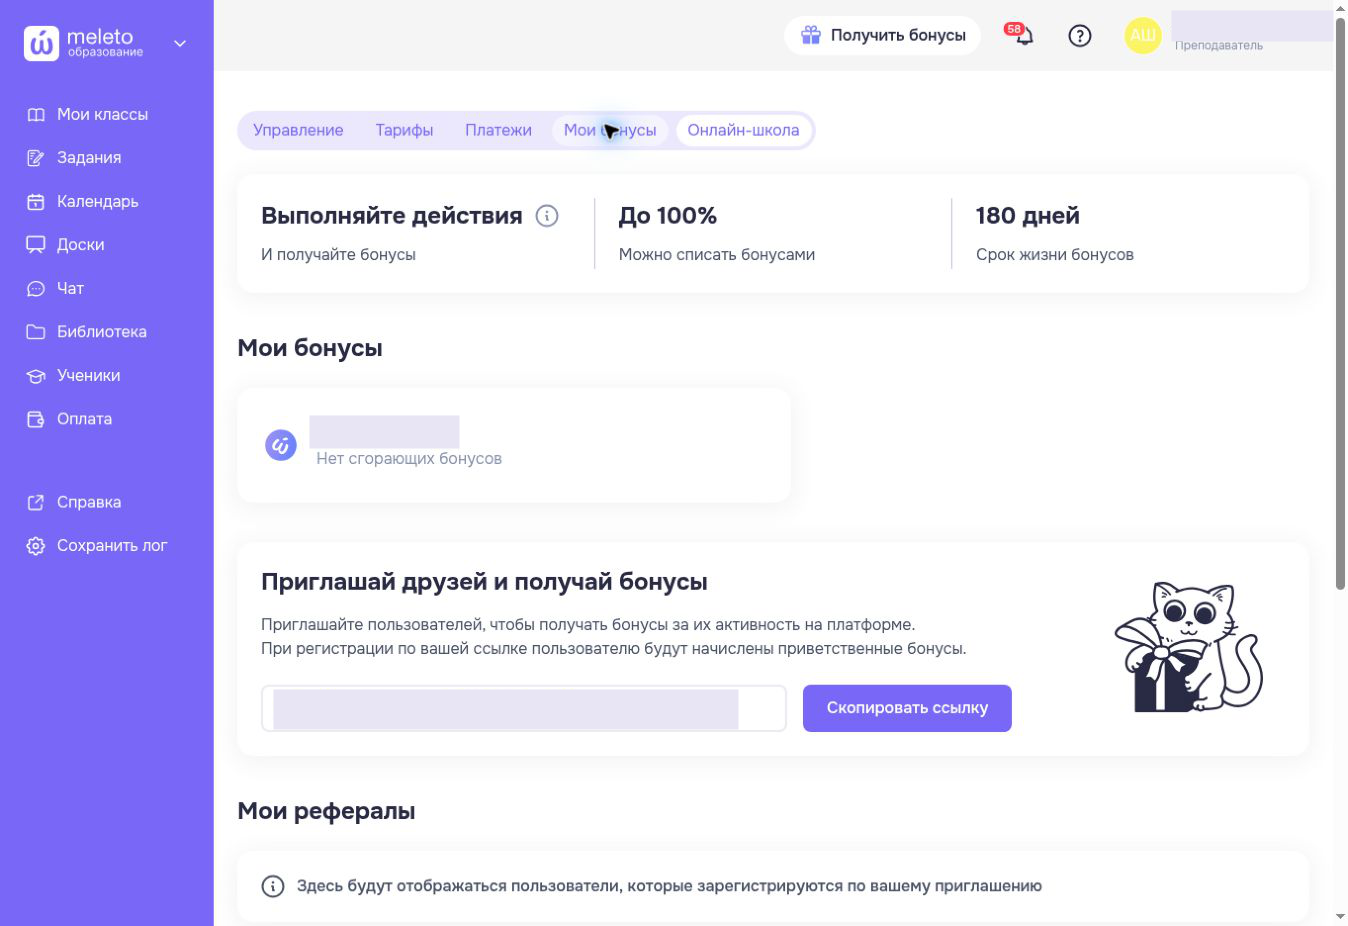 meleto
образование
Мои классы
Задания
Календарь
Доски
Чат
Библиотека
Ученики
Оплата
Справка
Сохранить лог
Получить бонусы
58
АШ
Преподаватель
Управление
Тарифы
Платежи
Мои бонусы
Онлайн-школа
Выполняйте действия
И получайте бонусы
До 100%
Можно списать бонусами
180 дней
Срок жизни бонусов
Мои бонусы
Нет сгорающих бонусов
Приглашай друзей и получай бонусы
Приглашайте пользователей, чтобы получать бонусы за их активность на платформе.
При регистрации по вашей ссылке пользователю будут начислены приветственные бонусы.
Скопировать ссылку
Мои рефералы
Здесь будут отображаться пользователи, которые зарегистрируются по вашему приглашению